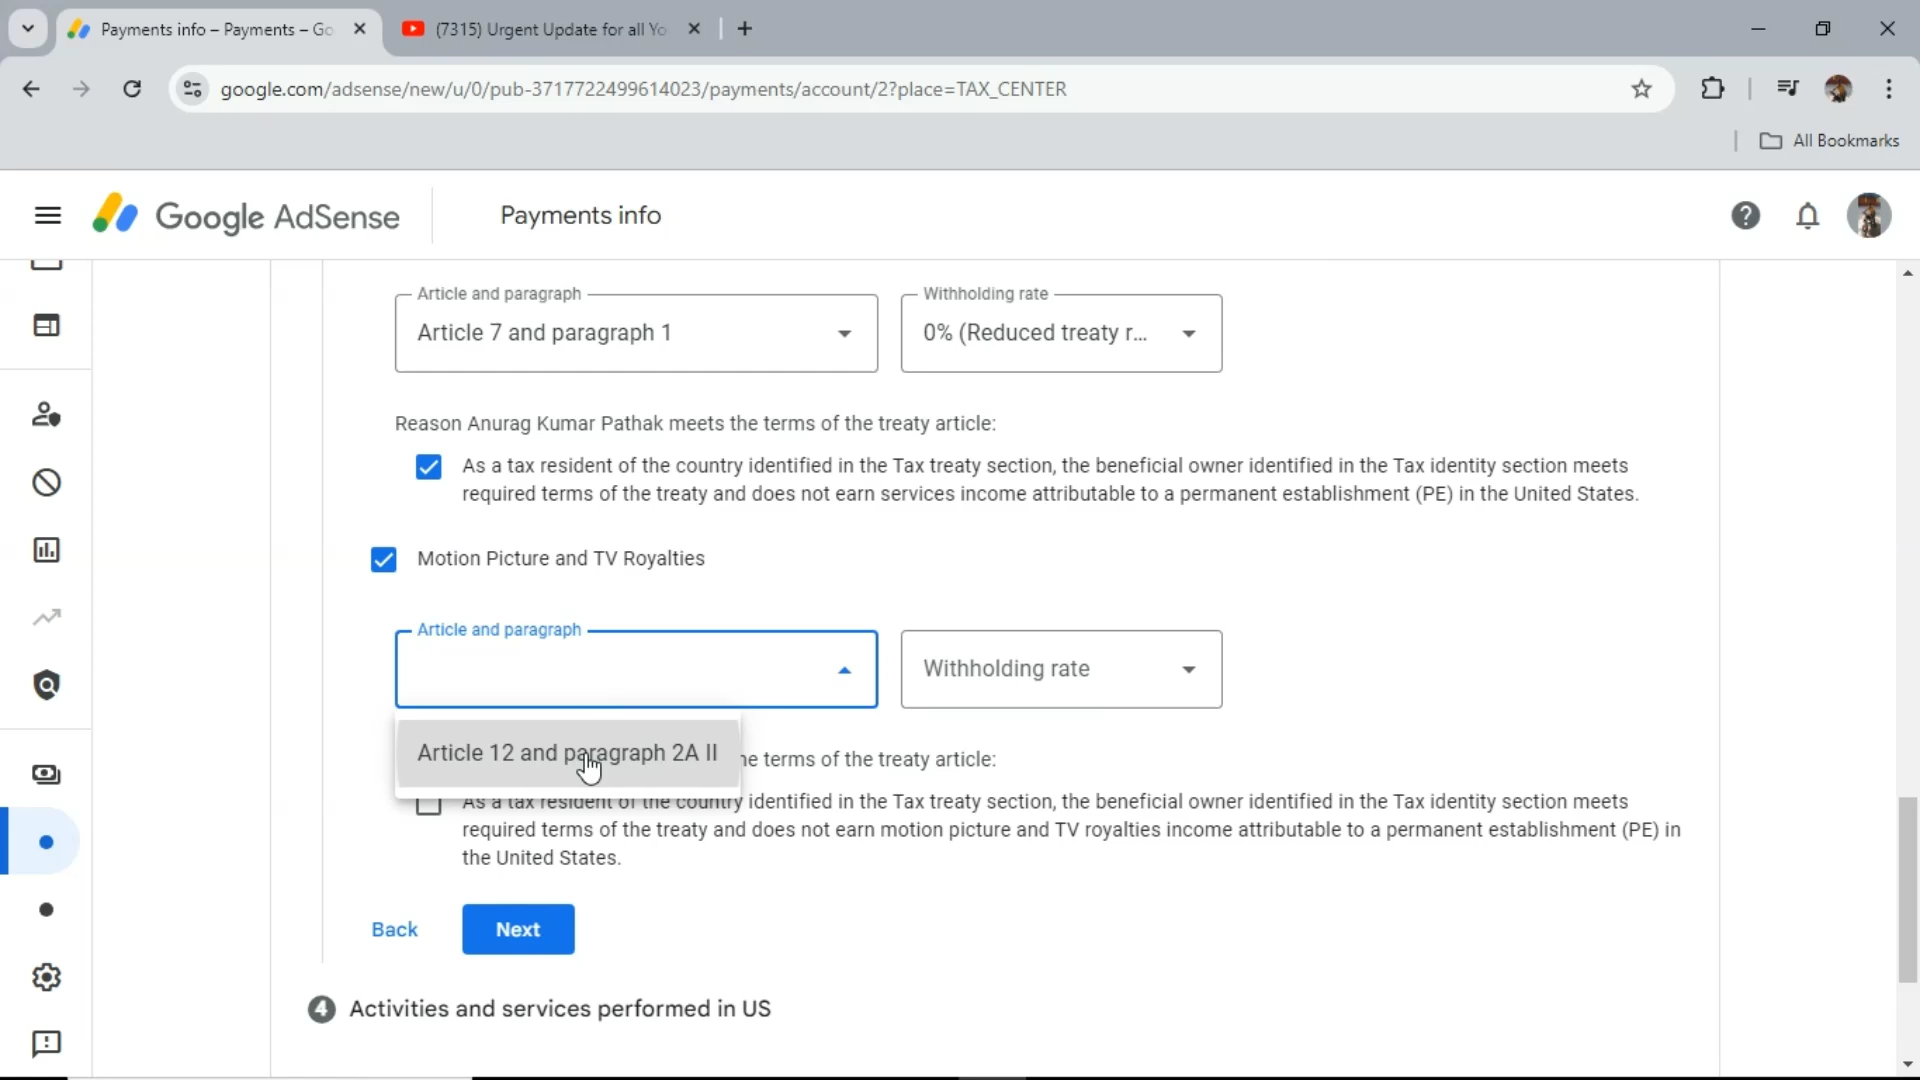 Payments info – Payments – Go
(7315) Urgent Update for all Yo
google.com/adsense/new/u/0/pub-3717722499614023/payments/account/2?place=TAX_CENTER
All Bookmarks
Google AdSense
Payments info
Article and paragraph
Withholding rate
Article 7 and paragraph 1
0% (Reduced treaty r...
Reason Anurag Kumar Pathak meets the terms of the treaty article:
As a tax resident of the country identified in the Tax treaty section, the beneficial owner identified in the Tax identity section meets
required terms of the treaty and does not earn services income attributable to a permanent establishment (PE) in the United States.
Motion Picture and TV Royalties
Article and paragraph
Withholding rate
Article 12 and paragraph 2A II
he terms of the treaty article:
As a tax resident of the country identified in the Tax treaty section, the beneficial owner identified in the Tax identity section meets
required terms of the treaty and does not earn motion picture and TV royalties income attributable to a permanent establishment (PE) in
the United States.
Back
Next
4 Activities and services performed in US